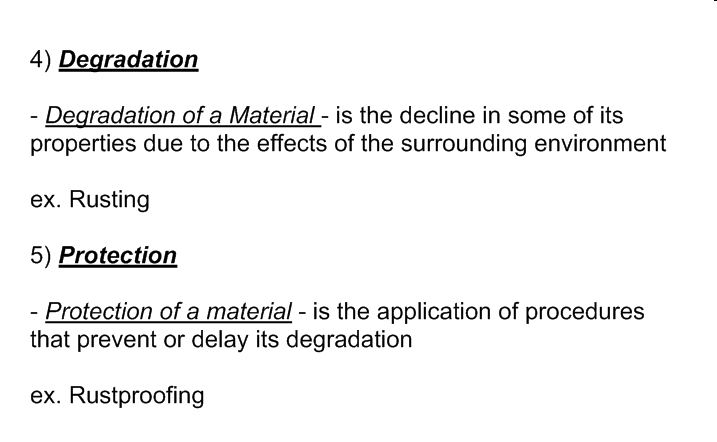 4) Degradation
- Degradation of a Material - is the decline in some of its
properties due to the effects of the surrounding environment
ex. Rusting
5) Protection
- Protection of a material - is the application of procedures
that prevent or delay its degradation
ex. Rustproofing